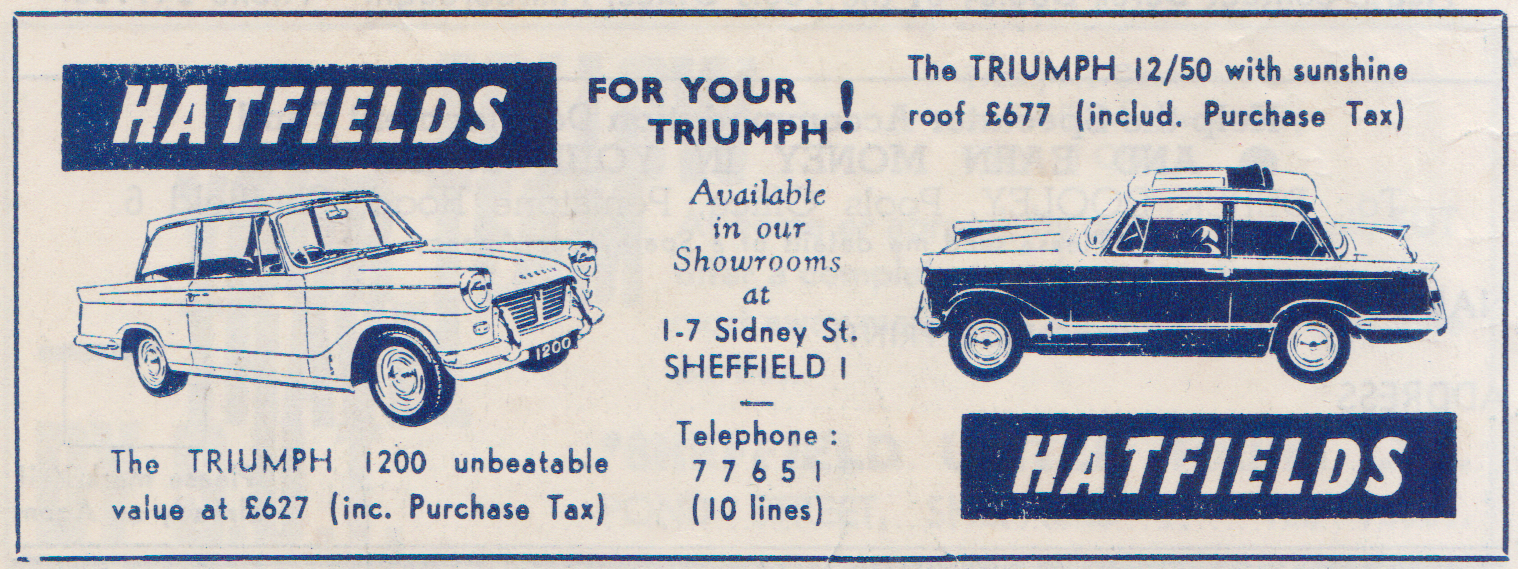 HATFIELDS
FOR YOUR
TRIUMPH!
Available
in our
Showrooms
at
1-7 Sidney St.
SHEFFIELD 1
Telephone :
77651
(10 lines)
The TRIUMPH 12/50 with sunshine
roof £677 (includ. Purchase Tax)
1200
The TRIUMPH 1200 unbeatable
value at £627 (inc. Purchase Tax)
HATFIELDS